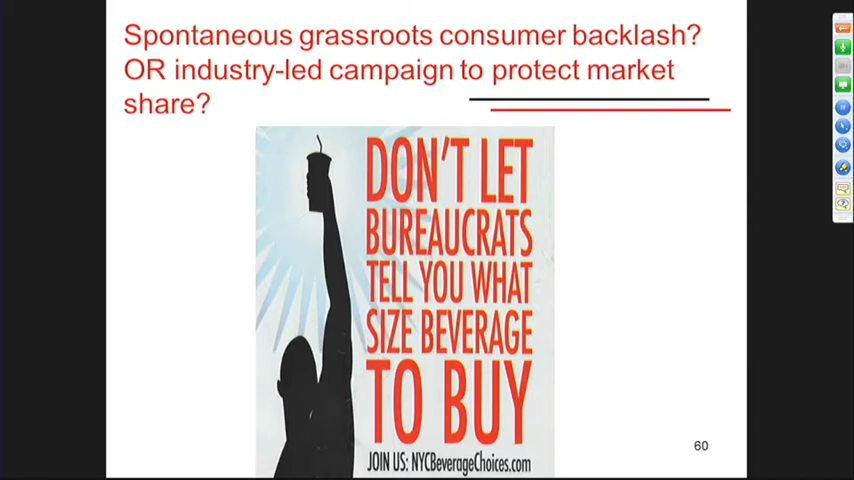 Spontaneous grassroots consumer backlash?
OR industry-led campaign to protect market
share?
DON'T LET
BUREAUCRATS
TELL YOU WHAT
SIZE BEVERAGE
TO BUY
JOIN US: NYCBeverageChoices.com
60